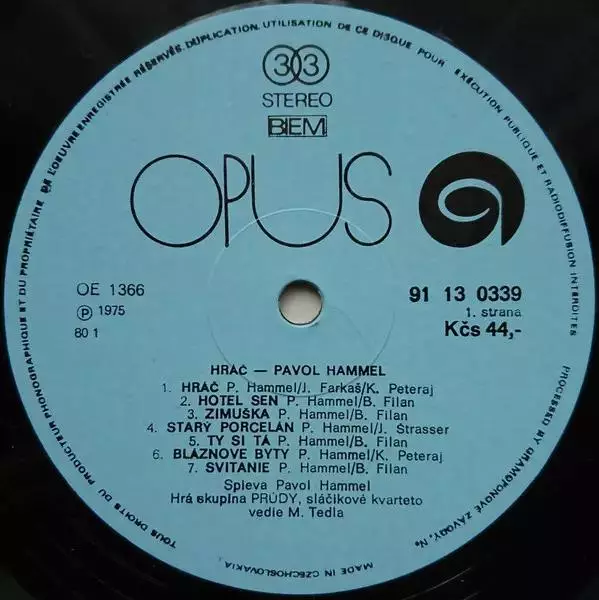 TOUS DROITS DU PRODUCTEUR PHONOGRAPHIQUE ET DU PROPRIÉTAIRE DE L'OEUVRE ENREGISTRÉE RÉSERVÉS. DUPLICATION, UTILISATION DE CE DISQUE POUR EXÉCUTION PUBLIQUE ET RADIODIFFUSION INTERDITES
33
STEREO
BIEM
OPUS
OE 1366
Ⓟ 1975
80 1
91 13 0339
1. strana
Kčs 44,-
HRÁČ — PAVOL HAMMEL
1. HRÁČ P. Hammel/J. Farkaš/K. Peteraj
2. HOTEL SEN P. Hammel/B. Filan
3. ZIMUŠKA P. Hammel/B. Filan
4. STARÝ PORCELÁN P. Hammel/J. Štrasser
5. TY SI TÁ P. Hammel/B. Filan
6. BLÁZNOVE BYTY P. Hammel/K. Peteraj
7. SVITANIE P. Hammel/B. Filan
Spieva Pavol Hammel
Hrá skupina PRÚDY, sláčikové kvarteto
vedie M. Tedla
PROCESSED BY GRAMOFONOVÉ ZÁVODY, N.
MADE IN CZECHOSLOVAKIA